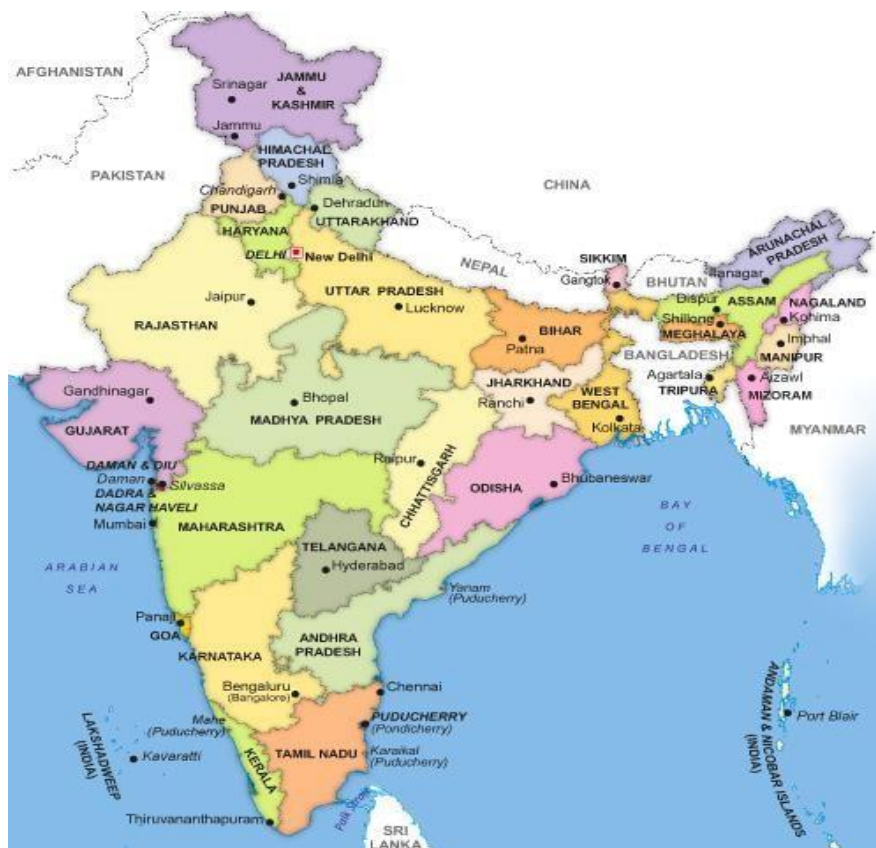 AFGHANISTAN
JAMMU
&
KASHMIR
Srinagar
Jammu
HIMACHAL
PRADESH
Shimla
PAKISTAN
Chandigarh
PUNJAB
Dehradun
UTTARAKHAND
CHINA
HARYANA
DELHI
New Delhi
NEPAL
SIKKIM
Gangtok
BHUTAN
ARUNACHAL
PRADESH
Itanagar
Dispur
ASSAM
NAGALAND
Kohima
Shillong
MEGHALAYA
Imphal
MANIPUR
BANGLADESH
Agartala
TRIPURA
Aizawl
MIZORAM
MYANMAR
Jaipur
RAJASTHAN
UTTAR PRADESH
Lucknow
BIHAR
Patna
JHARKHAND
Ranchi
WEST
BENGAL
Kolkata
Gandhinagar
GUJARAT
Bhopal
MADHYA PRADESH
DAMAN & DIU
Daman
Silvassa
DADRA &
NAGAR HAVELI
Mumbai
MAHARASHTRA
Raipur
CHHATTISGARH
ODISHA
Bhubaneswar
BAY
OF
BENGAL
ARABIAN
SEA
TELANGANA
Hyderabad
Yanam
(Puducherry)
Panaji
GOA
KARNATAKA
ANDHRA
PRADESH
Bengaluru
(Bangalore)
Chennai
Mahe
(Puducherry)
PUDUCHERRY
(Pondicherry)
LAKSHADWEEP
(INDIA)
Kavaratti
KERALA
TAMIL NADU
Karaikal
(Puducherry)
ANDAMAN & NICOBAR ISLANDS
(INDIA)
Port Blair
Thiruvananthapuram
Palk Strait
SRI
LANKA